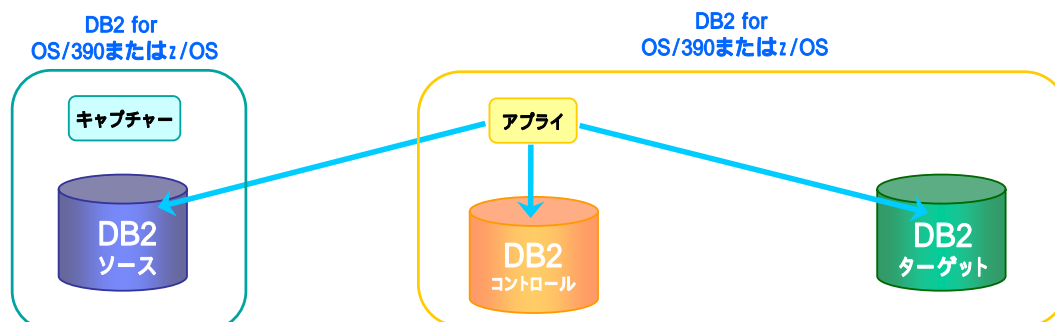 DB2 for
OS/390またはz/OS
DB2 for
OS/390またはz/OS
キャプチャー
アプライ
DB2
ソース
DB2
コントロール
DB2
ターゲット